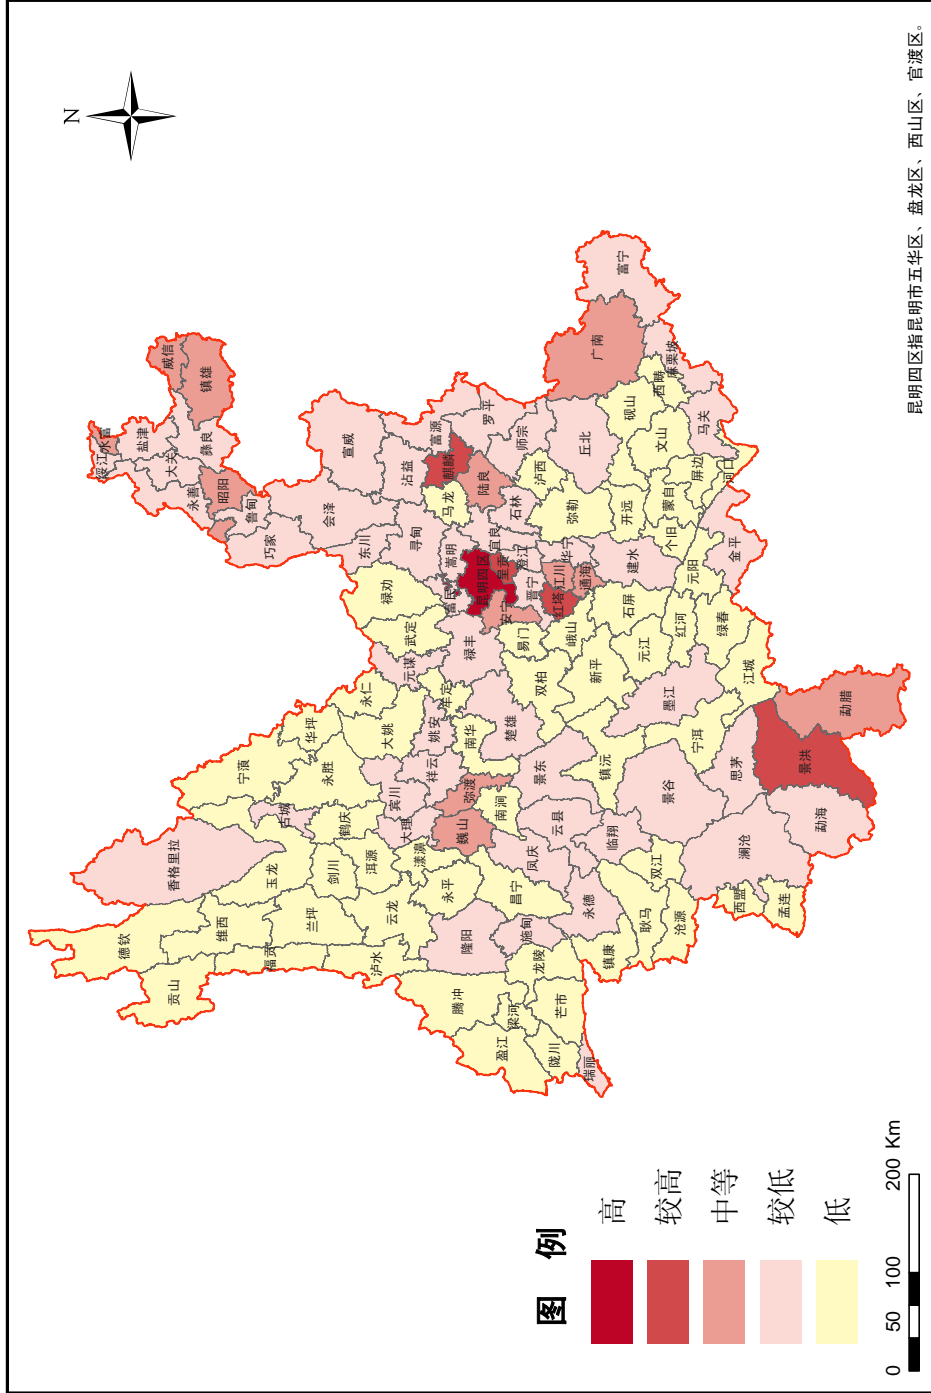 N
绥江
水富
盐津
威信
镇雄
大关
彝良
永善
昭阳
鲁甸
巧家
会泽
宣威
东川
寻甸
沾益
富源
麒麟
马龙
罗平
陆良
师宗
富宁
广南
香格里拉
德钦
贡山
维西
福贡
玉龙
兰坪
泸水
宁蒗
华坪
永胜
古城
鹤庆
剑川
洱源
云龙
漾濞
永平
大理
宾川
祥云
弥渡
巍山
南涧
永仁
大姚
元谋
武定
禄劝
牟定
姚安
南华
楚雄
禄丰
双柏
富民
嵩明
昆明四区
呈贡
宜良
石林
安宁
晋宁
澄江
易门
红塔
江川
华宁
通海
峨山
新平
元江
石屏
建水
泸西
弥勒
开远
丘北
砚山
文山
西畴
麻栗坡
马关
个旧
蒙自
屏边
河口
元阳
金平
红河
绿春
墨江
江城
宁洱
思茅
镇沅
景东
景谷
澜沧
西盟
孟连
景洪
勐海
勐腊
云县
凤庆
临翔
双江
永德
镇康
耿马
沧源
隆阳
施甸
昌宁
龙陵
腾冲
梁河
盈江
陇川
芒市
瑞丽
图 例
高
较高
中等
较低
低
0 50 100 200 Km
昆明四区指昆明市五华区、盘龙区、西山区、官渡区。